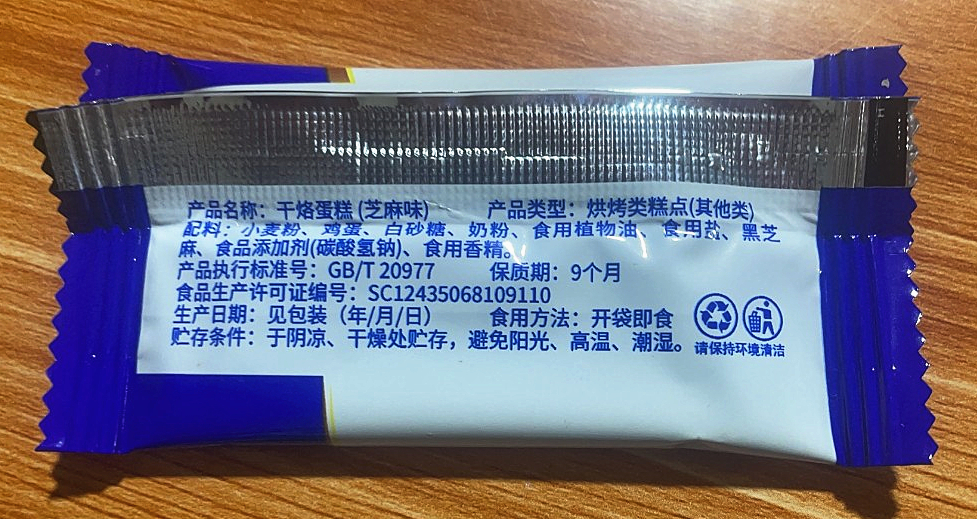 产品名称：干烙蛋糕 (芝麻味) 产品类型：烘烤类糕点(其他类)
配料：小麦粉、鸡蛋、白砂糖、奶粉、食用植物油、食用盐、黑芝
麻、食品添加剂(碳酸氢钠)、食用香精。
产品执行标准号：GB/T 20977 保质期：9个月
食品生产许可证编号：SC12435068109110
生产日期：见包装（年/月/日） 食用方法：开袋即食
贮存条件：于阴凉、干燥处贮存，避免阳光、高温、潮湿。
请保持环境清洁